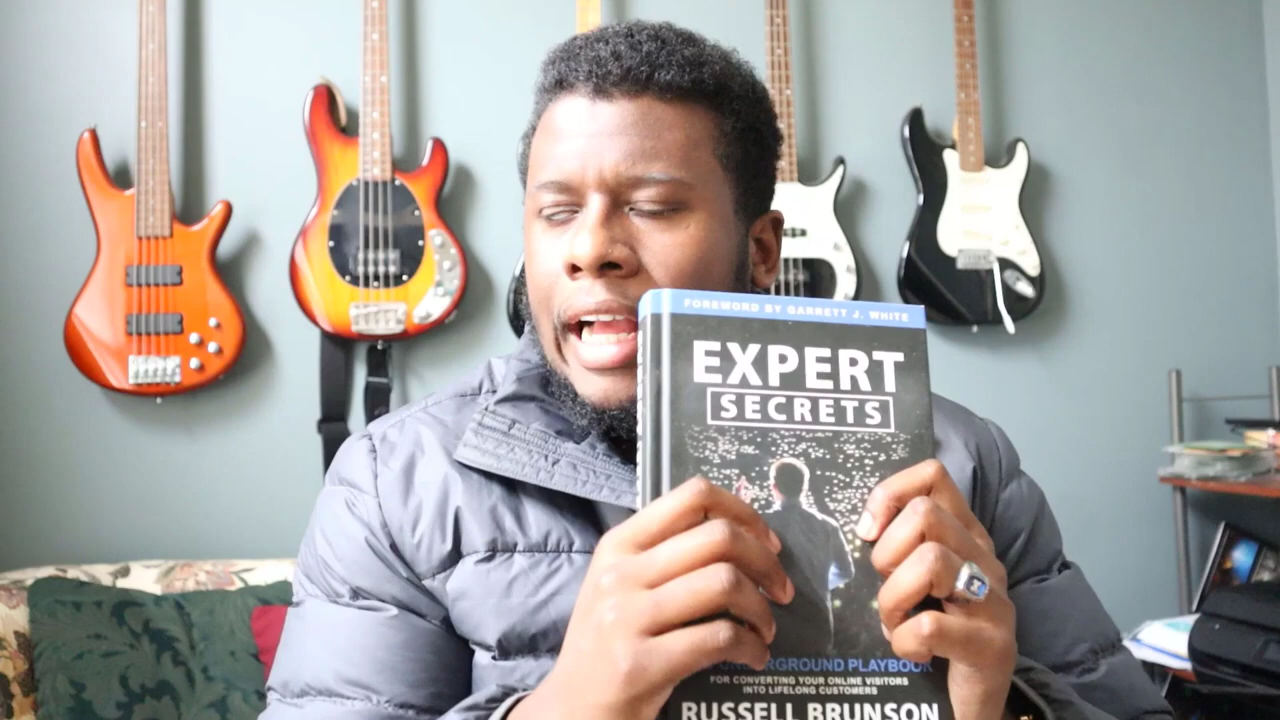 FOREWORD BY GARRETT J. WHITE
EXPERT
SECRETS
UNDERGROUND PLAYBOOK
FOR CONVERTING YOUR ONLINE VISITORS
INTO LIFELONG CUSTOMERS
RUSSELL BRUNSON